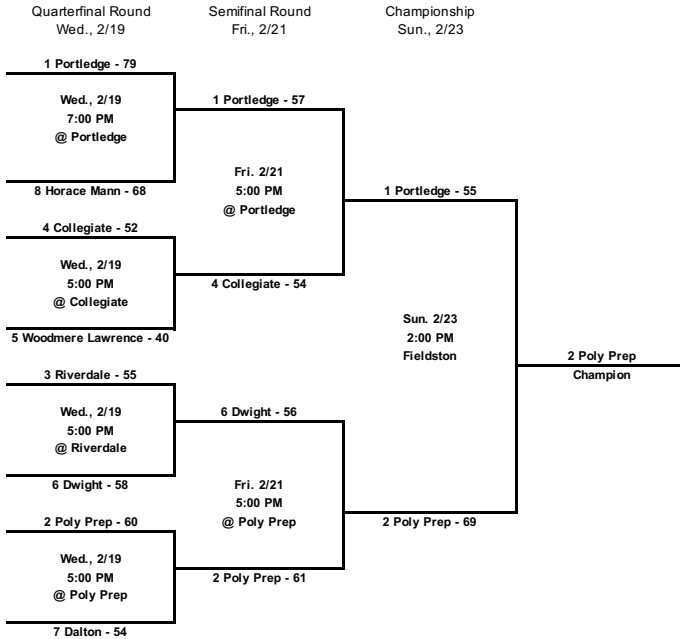 Quarterfinal Round
Wed., 2/19
Semifinal Round
Fri., 2/21
Championship
Sun., 2/23
1 Portledge - 79
Wed., 2/19
7:00 PM
@ Portledge
8 Horace Mann - 68
4 Collegiate - 52
Wed., 2/19
5:00 PM
@ Collegiate
5 Woodmere Lawrence - 40
3 Riverdale - 55
Wed., 2/19
5:00 PM
@ Riverdale
6 Dwight - 58
2 Poly Prep - 60
Wed., 2/19
5:00 PM
@ Poly Prep
7 Dalton - 54
1 Portledge - 57
Fri. 2/21
5:00 PM
@ Portledge
4 Collegiate - 54
6 Dwight - 56
Fri. 2/21
5:00 PM
@ Poly Prep
2 Poly Prep - 61
1 Portledge - 55
Sun. 2/23
2:00 PM
Fieldston
2 Poly Prep - 69
2 Poly Prep
Champion